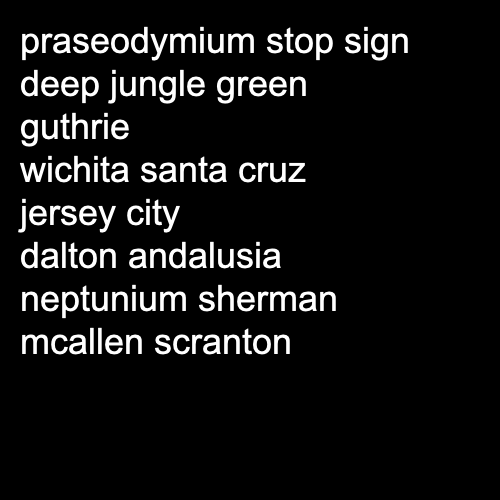 praseodymium stop sign
deep jungle green
guthrie
wichita santa cruz
jersey city
dalton andalusia
neptunium sherman
mcallen scranton